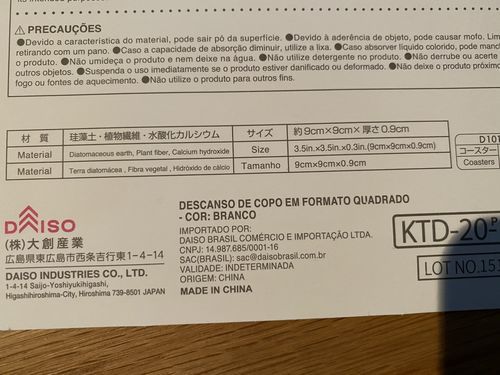 its intended purpose
⚠ PRECAUÇÕES
●Devido a característica do material, pode sair pó da superfície. ●Devido à aderência de objeto, pode causar mofo.
retirando com um pano. ●Caso a capacidade de absorção diminuir, utilize a lixa. ●Caso absorver líquido colorido, pode
o produto. ●Não umideça o produto e nem deixe na água. ●Não utilize detergente no produto. ●Não derrube ou acerte
outros objetos. ●Suspenda o uso imediatamente se o produto estiver danificado ou deformado. ●Não deixe o produto próximo
fogo ou fontes de aquecimento. ●Não utilize o produto para outros fins.
材質 珪藻土・植物繊維・水酸化カルシウム サイズ 約9cm×9cm×厚さ0.9cm
Material Diatomaceous earth, Plant fiber, Calcium hydroxide Size 3.5in.×3.5in.×0.3in.(9cm×9cm×0.9cm)
Material Terra diatomácea , Fibra vegetal , Hidróxido de cálcio Tamanho 9cm×9cm×0.9cm
D101
コースター
Coasters
DAISO
(株)大創産業
広島県東広島市西条吉行東1-4-14
DAISO INDUSTRIES CO., LTD.
1-4-14 Saijo-Yoshiyukihigashi,
Higashihiroshima-City, Hiroshima 739-8501 JAPAN
DESCANSO DE COPO EM FORMATO QUADRADO
- COR: BRANCO
IMPORTADO POR:
DAISO BRASIL COMÉRCIO E IMPORTAÇÃO LTDA.
CNPJ: 14.987.685/0001-16
SAC(BRASIL): sac@daisobrasil.com.br
VALIDADE: INDETERMINADA
ORIGEM: CHINA
MADE IN CHINA
KTD-20
LOT NO.151